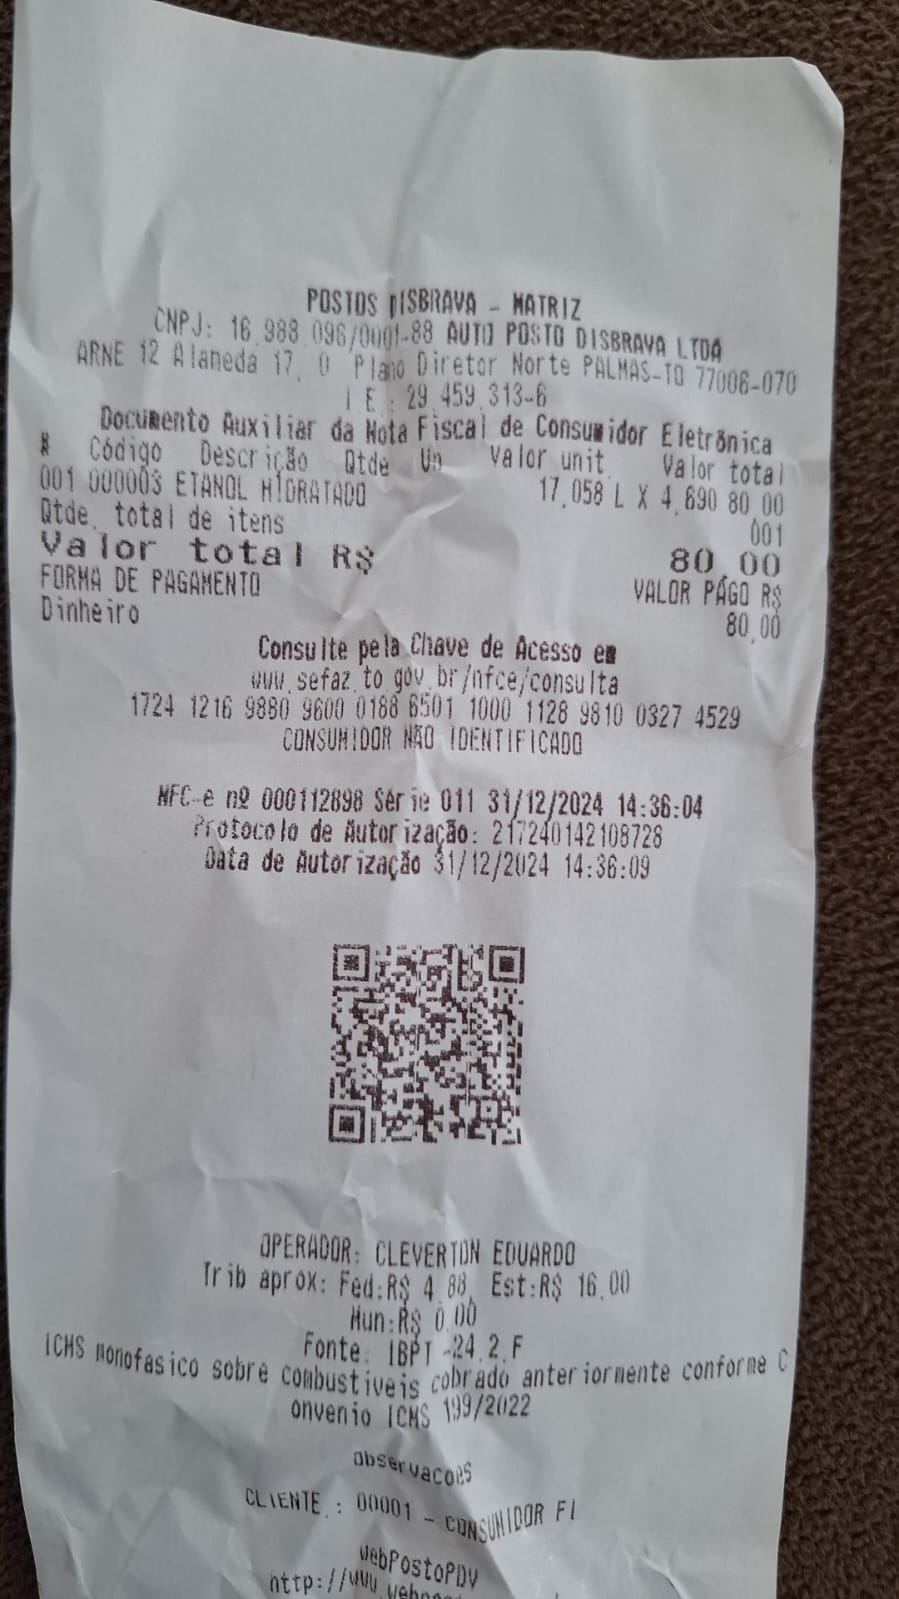 POSTOS DISBRAVA - MATRIZ
CNPJ: 16.988.096/0001-88 AUTO POSTO DISBRAVA LTDA
ARNE 12 Alameda 17, 0 Plano Diretor Norte PALMAS-TO 77006-070
I.E.: 29.459.313-6
Documento Auxiliar da Nota Fiscal de Consumidor Eletrônica
# Código Descrição Qtde Un Valor unit Valor total
001 000003 ETANOL HIDRATADO 17,058 L X 4,690 80,00
Qtde. total de itens 001
Valor total R$ 80,00
FORMA DE PAGAMENTO VALOR PAGO R$
Dinheiro 80,00
Consulte pela Chave de Acesso em
www.sefaz.to.gov.br/nfce/consulta
1724 1216 9880 9600 0188 6501 1000 1128 9810 0327 4529
CONSUMIDOR NÃO IDENTIFICADO
NFC-e nº 000112898 Série 011 31/12/2024 14:36:04
Protocolo de Autorização: 217240142108728
Data de Autorização 31/12/2024 14:36:09
OPERADOR: CLEVERTON EDUARDO
Trib aprox: Fed:R$ 4,88, Est:R$ 16,00
Mun:R$ 0,00
Fonte: IBPT -24.2.F
ICMS monofasico sobre combustiveis cobrado anteriormente conforme C
onvenio ICMS 199/2022
Observacoes
CLIENTE.: 00001 - CONSUMIDOR FI
webPostoPDV
http://www.webpo